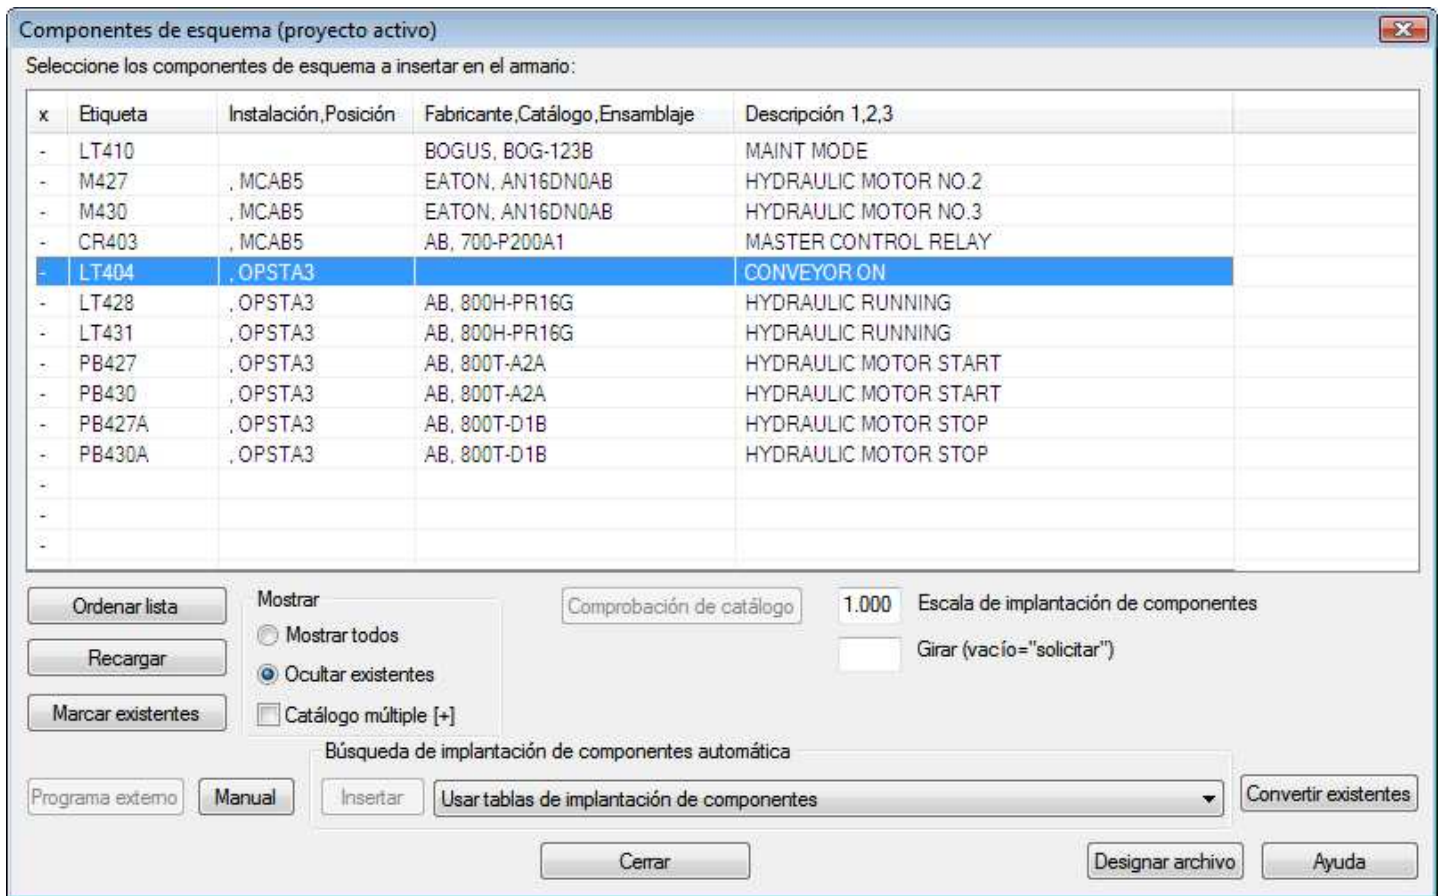 Componentes de esquema (proyecto activo)
Seleccione los componentes de esquema a insertar en el armario:
x Etiqueta Instalación,Posición Fabricante,Catálogo,Ensamblaje Descripción 1,2,3
- LT410 BOGUS, BOG-123B MAINT MODE
- M427 , MCAB5 EATON, AN16DN0AB HYDRAULIC MOTOR NO.2
- M430 , MCAB5 EATON, AN16DN0AB HYDRAULIC MOTOR NO.3
- CR403 , MCAB5 AB, 700-P200A1 MASTER CONTROL RELAY
- LT404 , OPSTA3 CONVEYOR ON
- LT428 , OPSTA3 AB, 800H-PR16G HYDRAULIC RUNNING
- LT431 , OPSTA3 AB, 800H-PR16G HYDRAULIC RUNNING
- PB427 , OPSTA3 AB, 800T-A2A HYDRAULIC MOTOR START
- PB430 , OPSTA3 AB, 800T-A2A HYDRAULIC MOTOR START
- PB427A , OPSTA3 AB, 800T-D1B HYDRAULIC MOTOR STOP
- PB430A , OPSTA3 AB, 800T-D1B HYDRAULIC MOTOR STOP
-
-
-
Ordenar lista Mostrar Comprobación de catálogo 1.000 Escala de implantación de componentes
Mostrar todos
Recargar Girar (vacío="solicitar")
Ocultar existentes
Marcar existentes Catálogo múltiple [+]
Búsqueda de implantación de componentes automática
Programa externo Manual Insertar Usar tablas de implantación de componentes Convertir existentes
Cerrar Designar archivo Ayuda